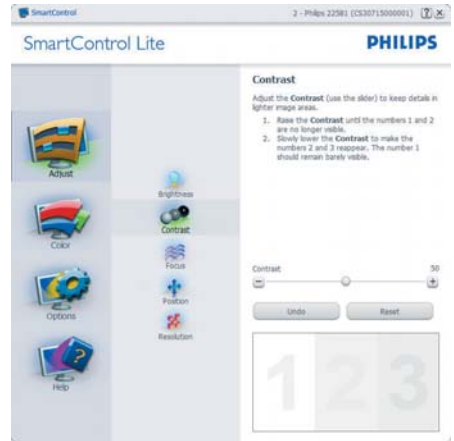 SmartControl
2 - Philips 225B1 (CS30715000001)
SmartControl Lite
PHILIPS
Adjust
Color
Options
Help
Brightness
Contrast
Focus
Position
Resolution
Contrast
Adjust the Contrast (use the slider) to keep details in
lighter image areas.
1. Raise the Contrast until the numbers 1 and 2
are no longer visible.
2. Slowly lower the Contrast to make the
numbers 2 and 3 reappear. The number 1
should remain barely visible.
Contrast
50
Undo
Reset
1 2 3